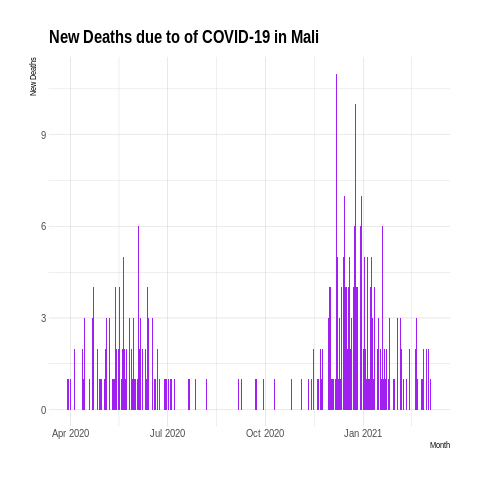 New Deaths due to of COVID-19 in Mali
New Deaths
9
6
3
0
Apr 2020 Jul 2020 Oct 2020 Jan 2021
Month